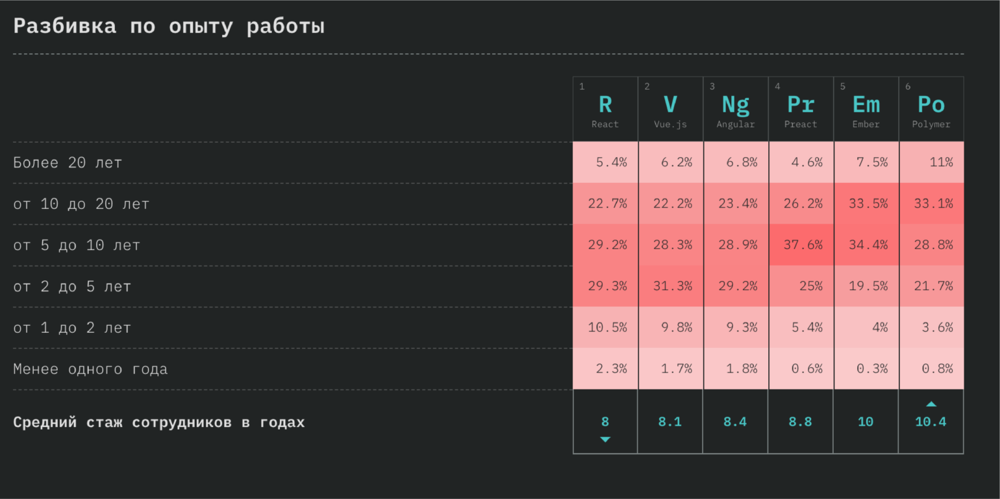 Разбивка по опыту работы
1 2 3 4 5 6
R V Ng Pr Em Po
React Vue.js Angular Preact Ember Polymer
Более 20 лет 5.4% 6.2% 6.8% 4.6% 7.5% 11%
от 10 до 20 лет 22.7% 22.2% 23.4% 26.2% 33.5% 33.1%
от 5 до 10 лет 29.2% 28.3% 28.9% 37.6% 34.4% 28.8%
от 2 до 5 лет 29.3% 31.3% 29.2% 25% 19.5% 21.7%
от 1 до 2 лет 10.5% 9.8% 9.3% 5.4% 4% 3.6%
Менее одного года 2.3% 1.7% 1.8% 0.6% 0.3% 0.8%
Средний стаж сотрудников в годах 8 8.1 8.4 8.8 10 10.4